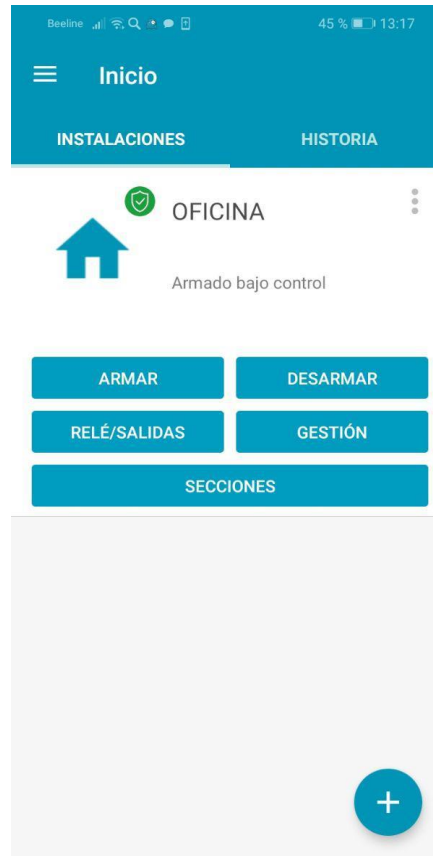 Beeline 45 % 13:17
Inicio
INSTALACIONES HISTORIA
OFICINA
Armado bajo control
ARMAR DESARMAR
RELÉ/SALIDAS GESTIÓN
SECCIONES
+